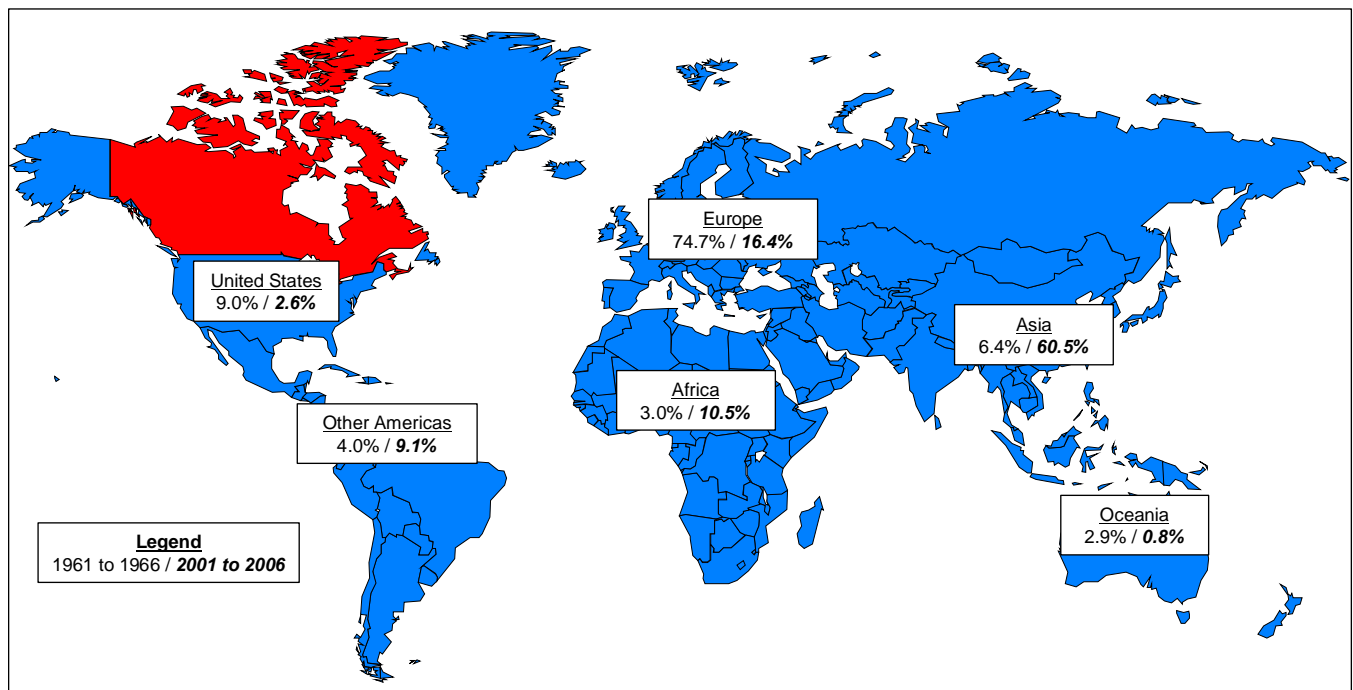 Europe
74.7% / 16.4%
United States
9.0% / 2.6%
Asia
6.4% / 60.5%
Africa
3.0% / 10.5%
Other Americas
4.0% / 9.1%
Oceania
2.9% / 0.8%
Legend
1961 to 1966 / 2001 to 2006